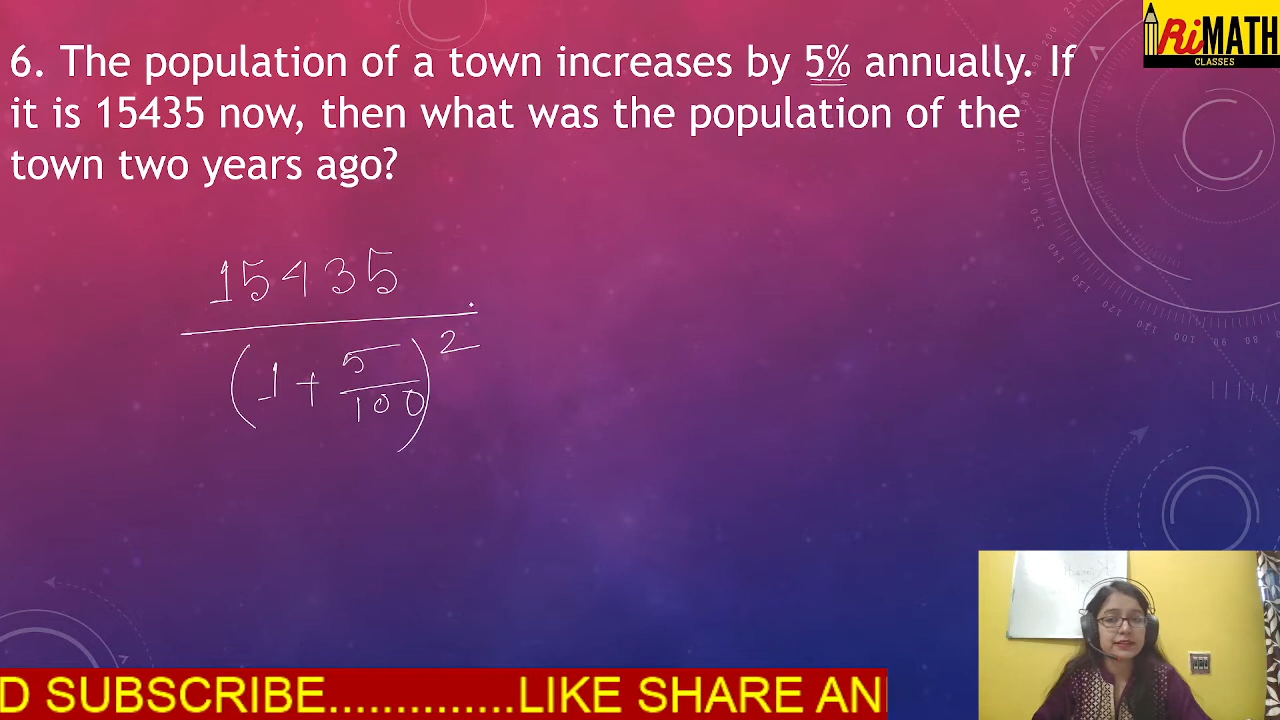 RiMATH
CLASSES
6. The population of a town increases by 5% annually. If
it is 15435 now, then what was the population of the
town two years ago?
15435
(1 + 5/100)²
D SUBSCRIBE..............LIKE SHARE AN